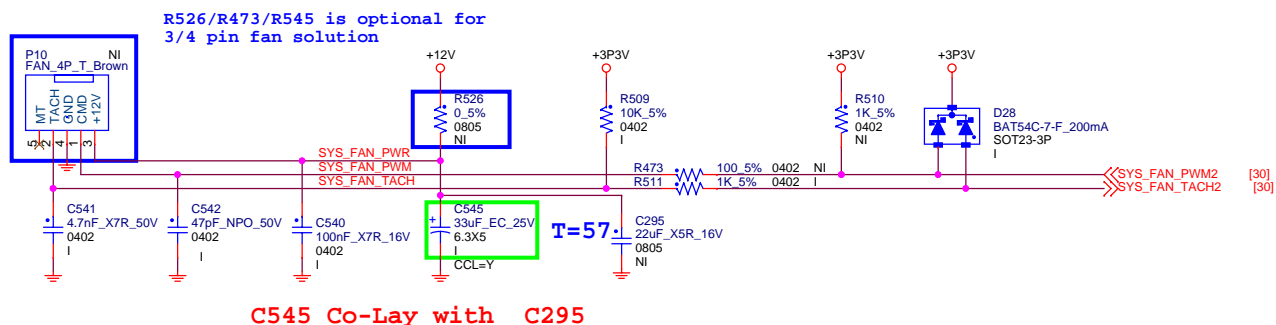 R526/R473/R545 is optional for
3/4 pin fan solution
P10 NI
FAN_4P_T_Brown
MT
TACH
GND
CMD
+12V
5
2
4
1
3
+12V
R526
0_5%
0805
NI
+3P3V
R509
10K_5%
0402
I
+3P3V
R510
1K_5%
0402
NI
+3P3V
D28
BAT54C-7-F_200mA
SOT23-3P
I
SYS_FAN_PWR
SYS_FAN_PWM
SYS_FAN_TACH
R473 100_5% 0402 NI
R511 1K_5% 0402 I
SYS_FAN_PWM2 [30]
SYS_FAN_TACH2 [30]
C541
4.7nF_X7R_50V
0402
I
C542
47pF_NPO_50V
0402
I
C540
100nF_X7R_16V
0402
I
+
C545
33uF_EC_25V
6.3X5
I
CCL=Y
T=57
C295
22uF_X5R_16V
0805
NI
C545 Co-Lay with C295